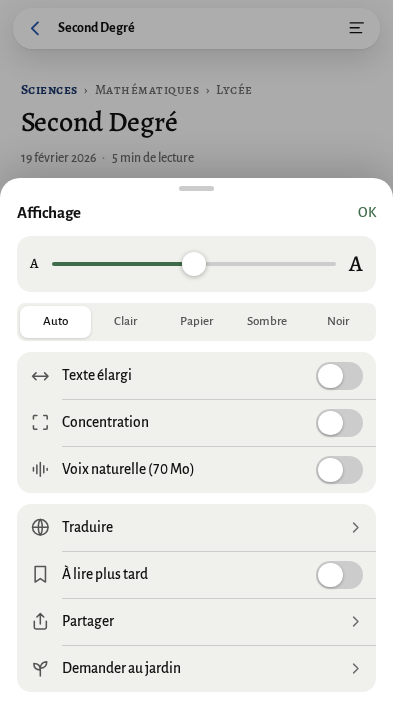 Second Degré
Sciences › Mathématiques › Lycée
Second Degré
19 février 2026 · 5 min de lecture
Affichage
OK
A
A
Auto
Clair
Papier
Sombre
Noir
Texte élargi
Concentration
Voix naturelle (70 Mo)
Traduire
À lire plus tard
Partager
Demander au jardin